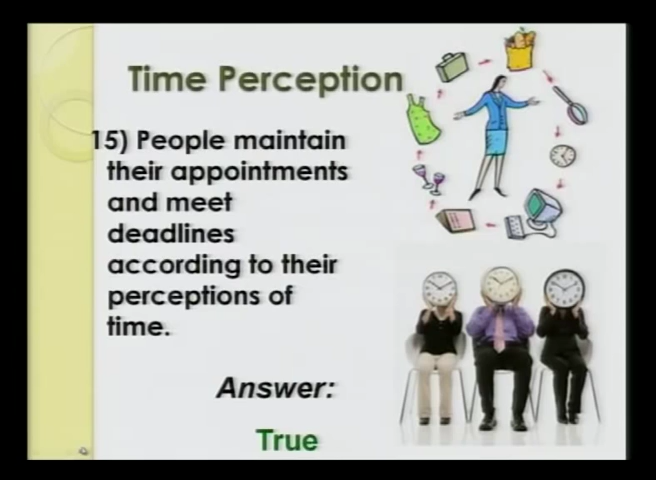 Time Perception
15) People maintain
their appointments
and meet
deadlines
according to their
perceptions of
time.
Answer:
True